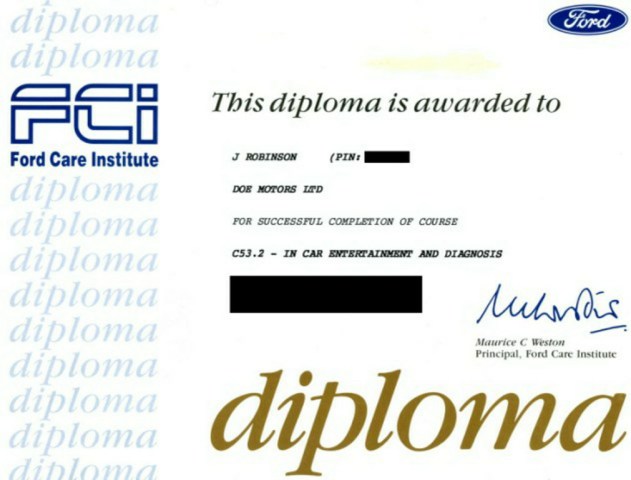 diploma
diploma
Ford
FCi
Ford Care Institute
This diploma is awarded to
J ROBINSON (PIN:
DOE MOTORS LTD
FOR SUCCESSFUL COMPLETION OF COURSE
C53.2 - IN CAR ENTERTAINMENT AND DIAGNOSIS
diploma
diploma
diploma
diploma
diploma
diploma
diploma
diploma
diploma
Maurice C Weston
Principal, Ford Care Institute
diploma